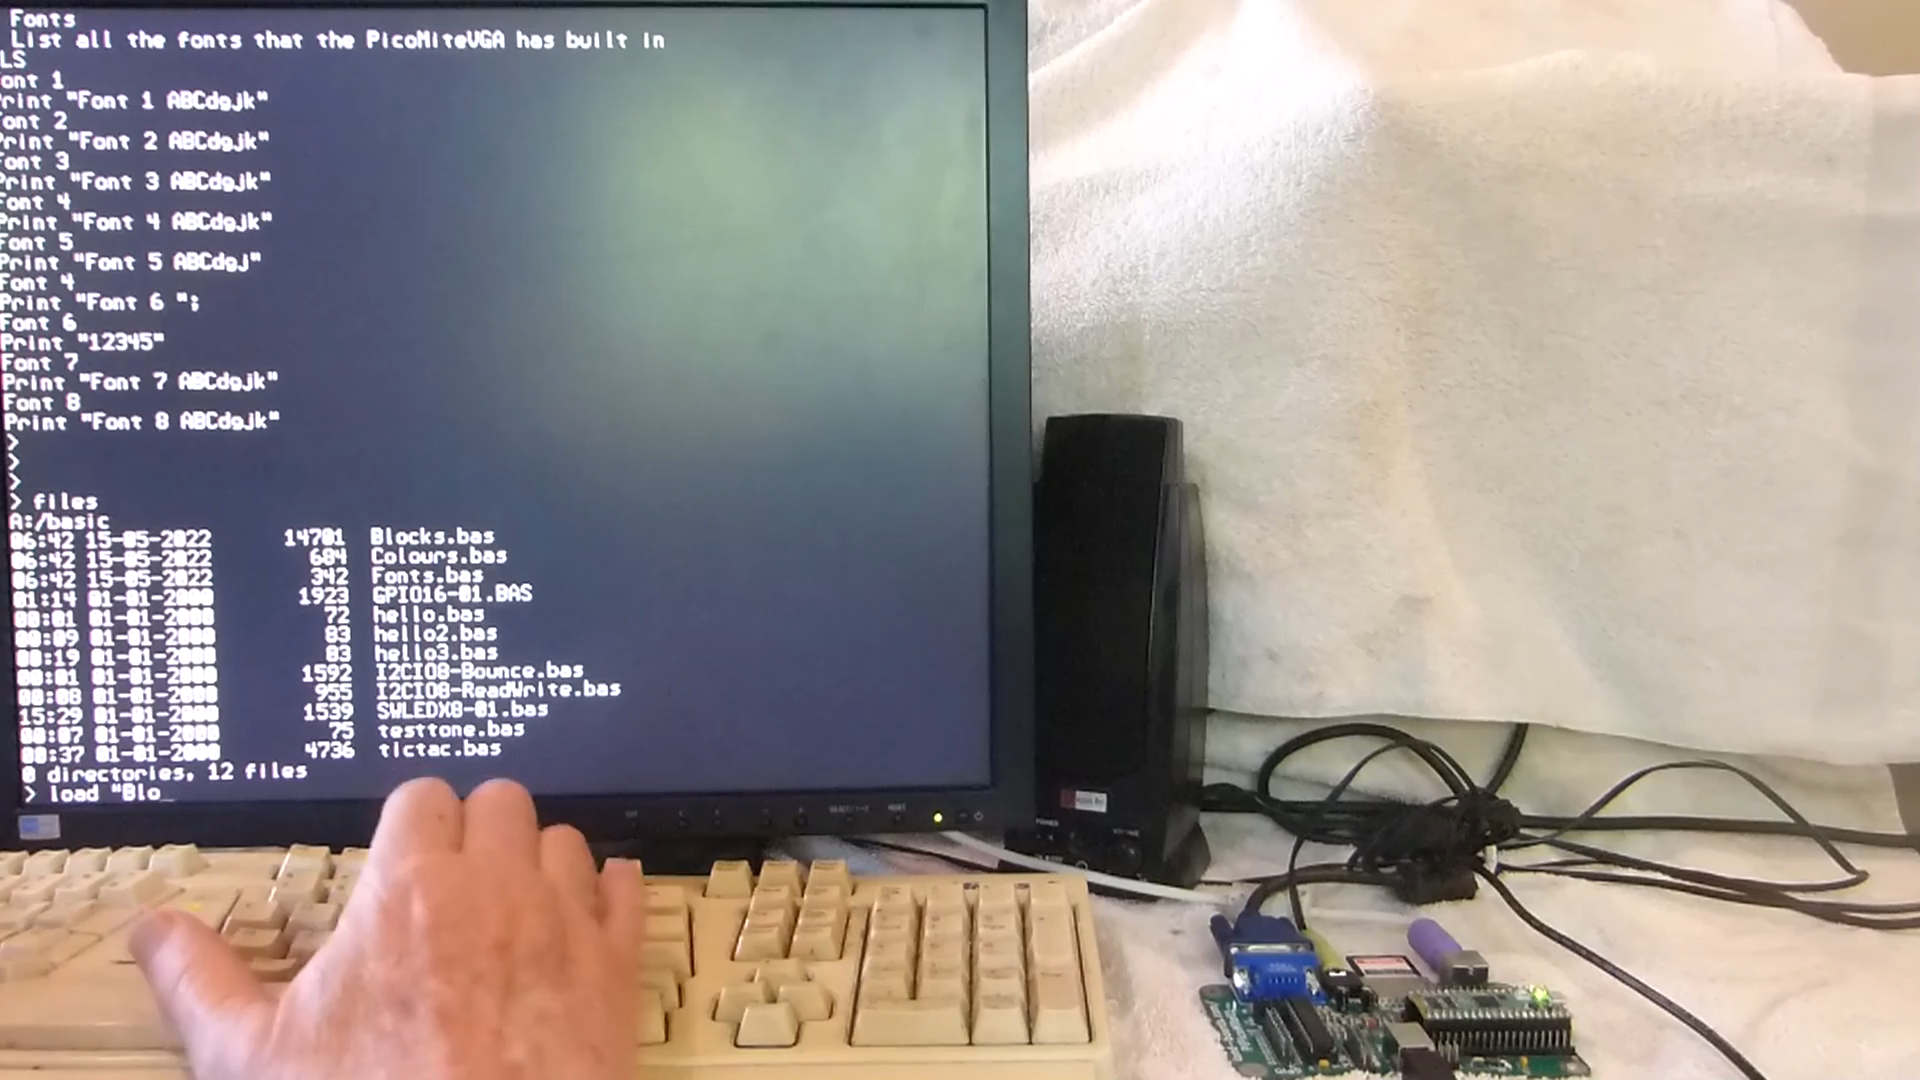 Fonts
List all the fonts that the PicoMiteVGA has built in
LS
ont 1
rint "Font 1 ABCdgjk"
ont 2
Print "Font 2 ABCdgjk"
Font 3
Print "Font 3 ABCdgjk"
Font 4
Print "Font 4 ABCdgjk"
Font 5
Print "Font 5 ABCdgj"
Font 4
Print "Font 6 ";
Font 6
Print "12345"
Font 7
Print "Font 7 ABCdgjk"
Font 8
Print "Font 8 ABCdgjk"
>
>
>
> files
A:/basic
06:42 15-05-2022 14701 Blocks.bas
06:42 15-05-2022 684 Colours.bas
06:42 15-05-2022 342 Fonts.bas
01:14 01-01-2000 1923 GPIO16-01.BAS
00:01 01-01-2000 72 hello.bas
00:09 01-01-2000 83 hello2.bas
00:19 01-01-2000 83 hello3.bas
00:01 01-01-2000 1592 I2CIO8-Bounce.bas
00:08 01-01-2000 955 I2CIO8-ReadWrite.bas
15:29 01-01-2000 1539 SWLEDX8-01.bas
00:07 01-01-2000 75 testtone.bas
00:37 01-01-2000 4736 tictac.bas
0 directories, 12 files
> load "Blo_